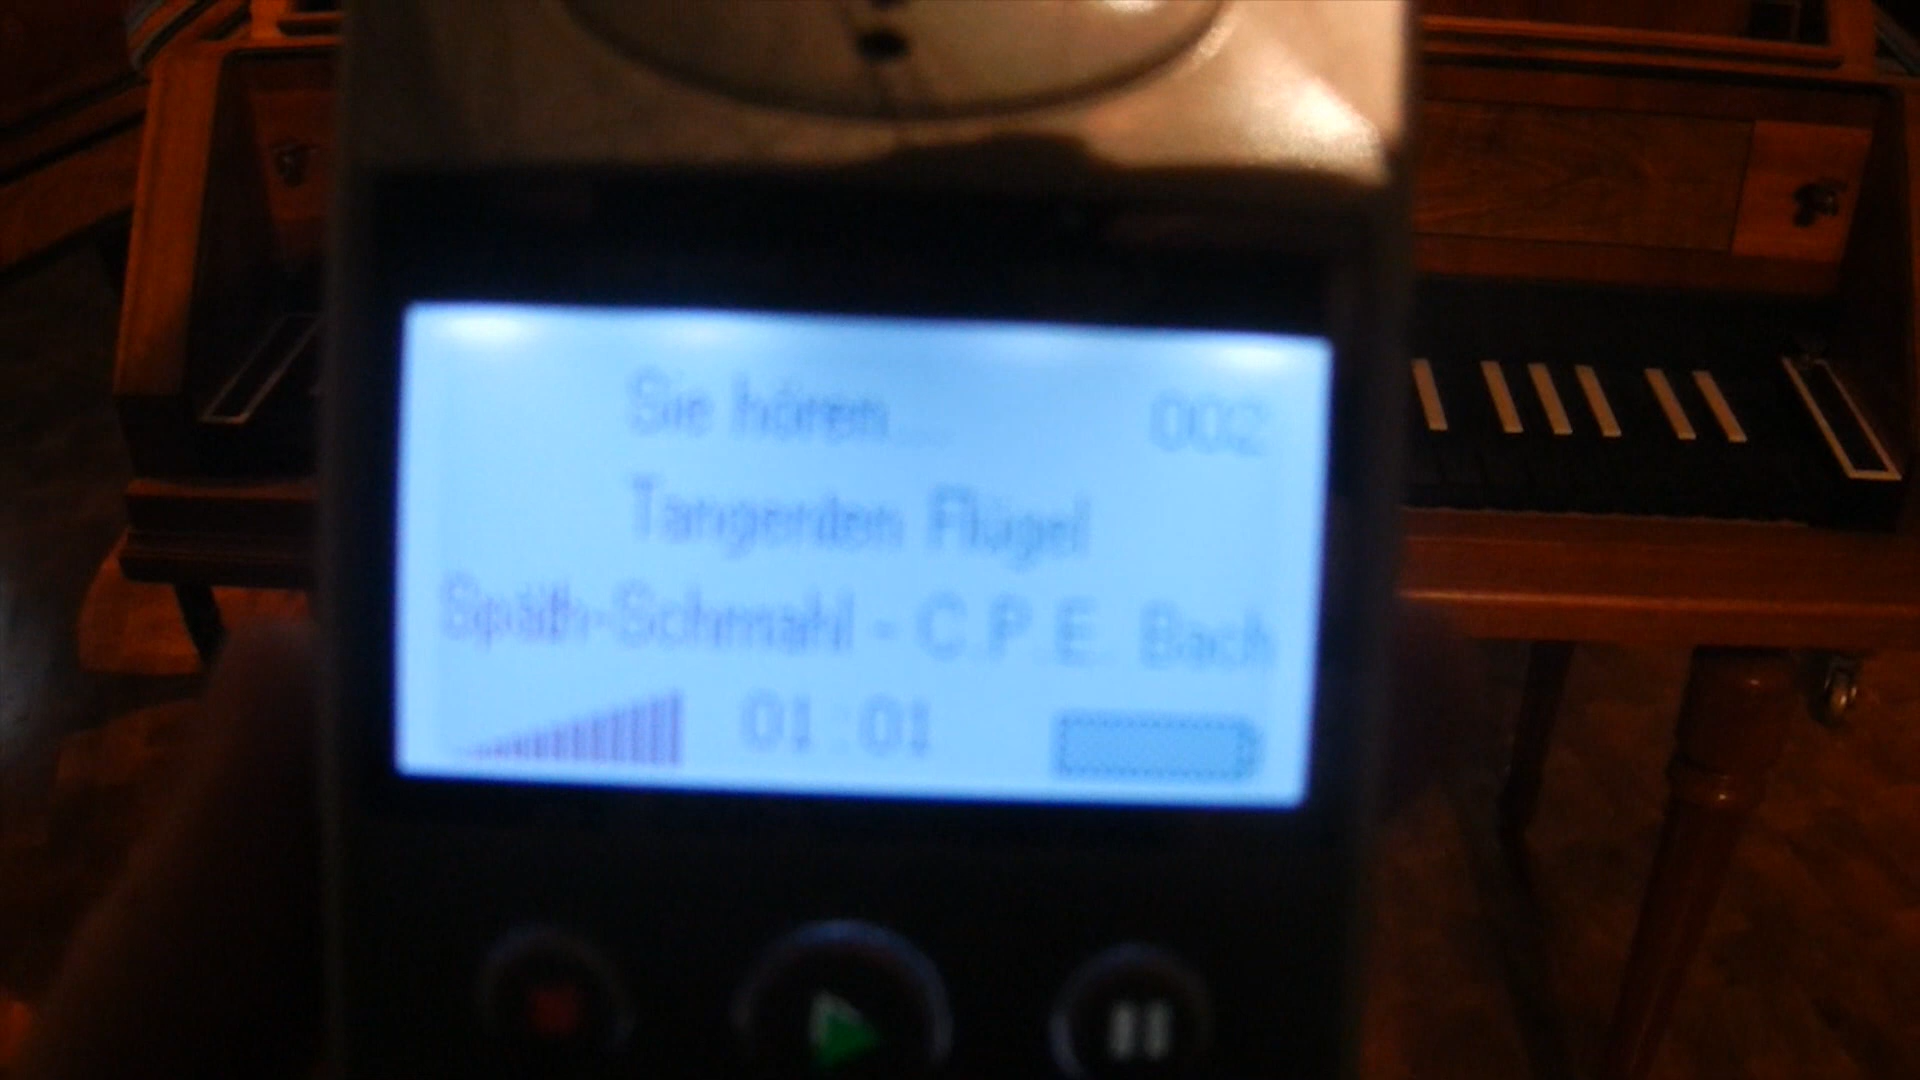 Sie hören... 002
Tangenten Flügel
Späth-Schmahl - C.P.E. Bach
01:01